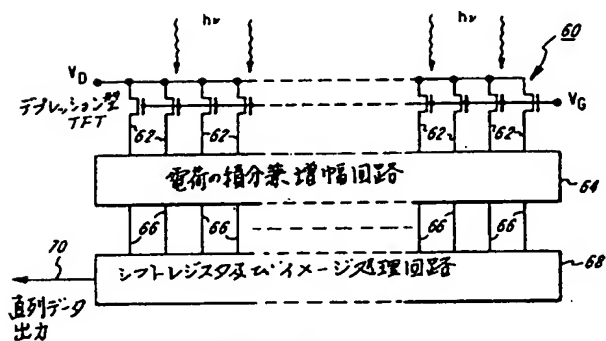 hν hν
60
VD
デプレッション型
TFT
VG
62 62 62 62
電荷の積分兼増幅回路
64
66 66 66 66
70
シフトレジスタ及びイメージ処理回路
68
直列データ
出力